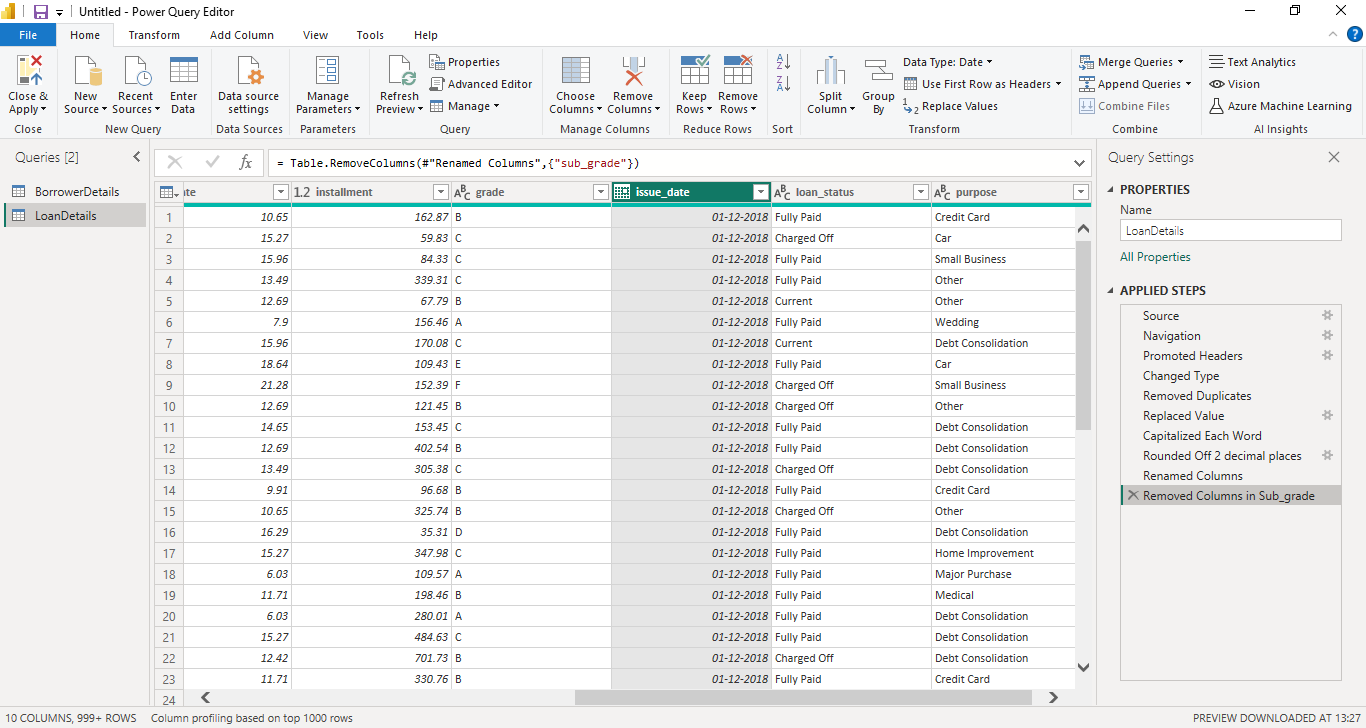 Untitled - Power Query Editor
File Home Transform Add Column View Tools Help
Close & Apply
Close
New Source
Recent Sources
Enter Data
New Query
Data source settings
Data Sources
Manage Parameters
Parameters
Refresh Preview
Properties
Advanced Editor
Manage
Query
Choose Columns
Remove Columns
Manage Columns
Keep Rows
Remove Rows
Reduce Rows
Sort
Split Column
Group By
Data Type: Date
Use First Row as Headers
Replace Values
Transform
Merge Queries
Append Queries
Combine Files
Combine
Text Analytics
Vision
Azure Machine Learning
AI Insights
Queries [2]
BorrowerDetails
LoanDetails
= Table.RemoveColumns(#"Renamed Columns",{"sub_grade"})
ate 1.2 installment ABC grade issue_date ABC loan_status ABC purpose
1 10.65 162.87 B 01-12-2018 Fully Paid Credit Card
2 15.27 59.83 C 01-12-2018 Charged Off Car
3 15.96 84.33 C 01-12-2018 Fully Paid Small Business
4 13.49 339.31 C 01-12-2018 Fully Paid Other
5 12.69 67.79 B 01-12-2018 Current Other
6 7.9 156.46 A 01-12-2018 Fully Paid Wedding
7 15.96 170.08 C 01-12-2018 Current Debt Consolidation
8 18.64 109.43 E 01-12-2018 Fully Paid Car
9 21.28 152.39 F 01-12-2018 Charged Off Small Business
10 12.69 121.45 B 01-12-2018 Charged Off Other
11 14.65 153.45 C 01-12-2018 Fully Paid Debt Consolidation
12 12.69 402.54 B 01-12-2018 Fully Paid Debt Consolidation
13 13.49 305.38 C 01-12-2018 Charged Off Debt Consolidation
14 9.91 96.68 B 01-12-2018 Fully Paid Credit Card
15 10.65 325.74 B 01-12-2018 Charged Off Other
16 16.29 35.31 D 01-12-2018 Fully Paid Debt Consolidation
17 15.27 347.98 C 01-12-2018 Fully Paid Home Improvement
18 6.03 109.57 A 01-12-2018 Fully Paid Major Purchase
19 11.71 198.46 B 01-12-2018 Fully Paid Medical
20 6.03 280.01 A 01-12-2018 Fully Paid Debt Consolidation
21 15.27 484.63 C 01-12-2018 Fully Paid Debt Consolidation
22 12.42 701.73 B 01-12-2018 Charged Off Debt Consolidation
23 11.71 330.76 B 01-12-2018 Fully Paid Credit Card
24
Query Settings
PROPERTIES
Name
LoanDetails
All Properties
APPLIED STEPS
Source
Navigation
Promoted Headers
Changed Type
Removed Duplicates
Replaced Value
Capitalized Each Word
Rounded Off 2 decimal places
Renamed Columns
Removed Columns in Sub_grade
10 COLUMNS, 999+ ROWS Column profiling based on top 1000 rows PREVIEW DOWNLOADED AT 13:27